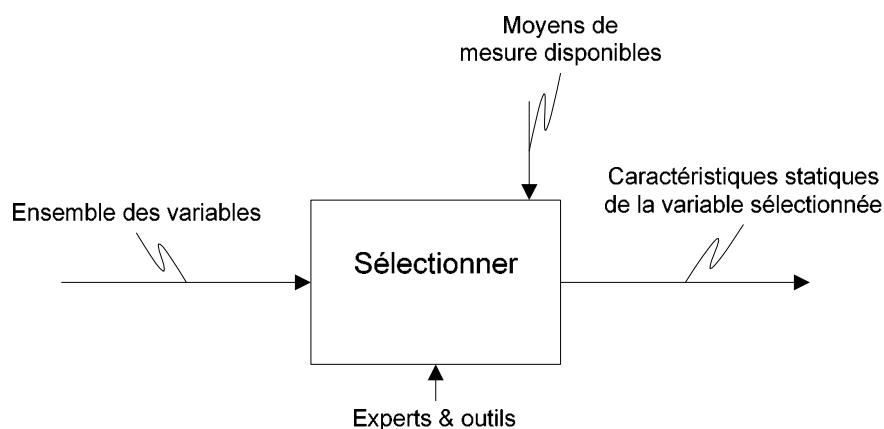 Moyens de
mesure disponibles
Caractéristiques statiques
de la variable sélectionnée
Ensemble des variables
Sélectionner
Experts & outils